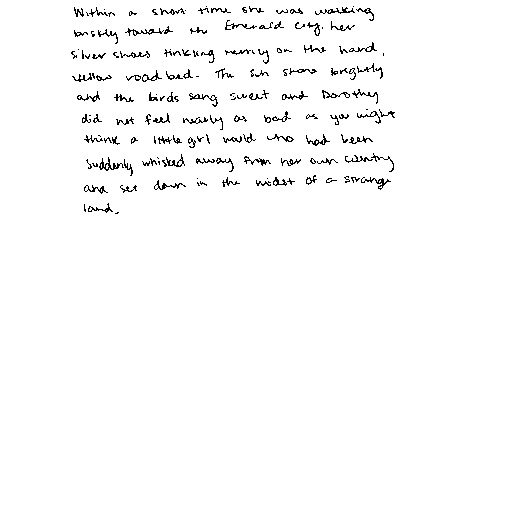 Within a short time she was walking
briskly toward the Emerald City, her
silver shoes tinkling merrily on the hard,
yellow roadbed. The sun shone brightly
and the birds sang sweet and Dorothy
did not feel nearly as bad as you might
think a little girl would who had been
suddenly whisked away from her own country
and set down in the midst of a strange
land.